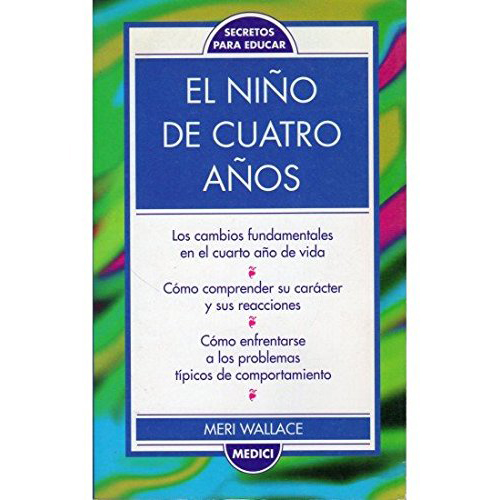 SECRETOS
PARA EDUCAR
EL NIÑO
DE CUATRO
AÑOS
Los cambios fundamentales
en el cuarto año de vida
Cómo comprender su carácter
y sus reacciones
Cómo enfrentarse
a los problemas
típicos de comportamiento
MERI WALLACE
MEDICI